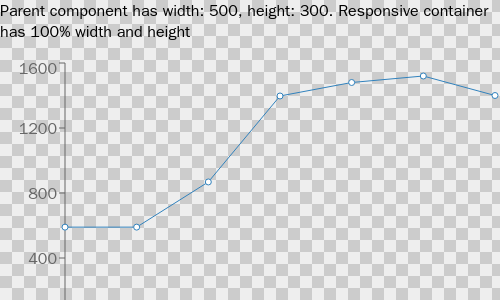 Parent component has width: 500, height: 300. Responsive container
has 100% width and height
1600
1200
800
400